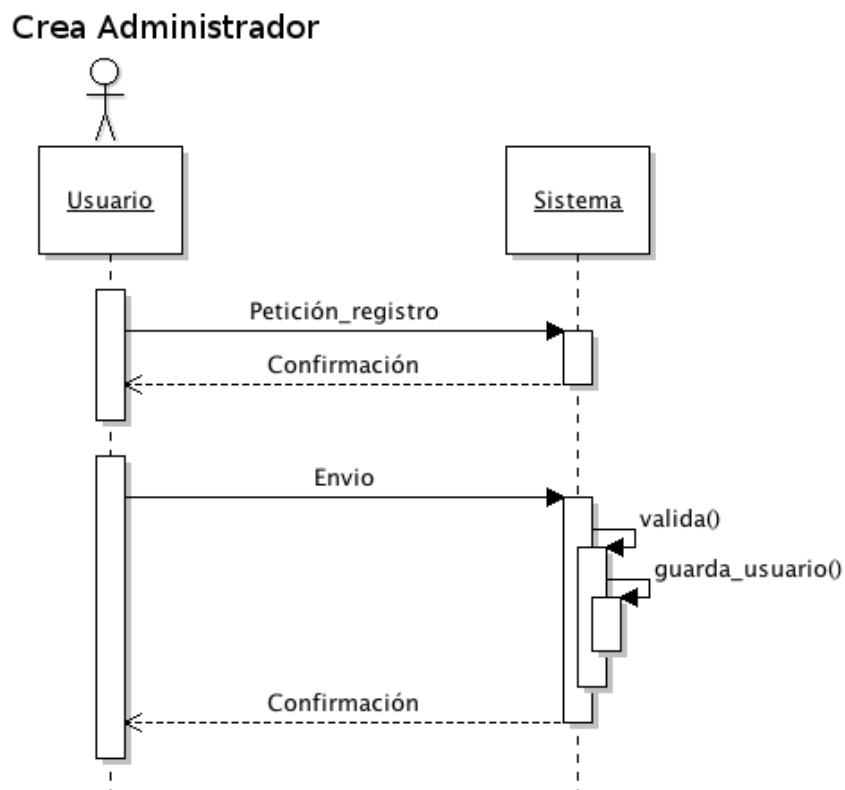 Crea Administrador
Usuario
Sistema
Petición_registro
Confirmación
Envio
valida()
guarda_usuario()
Confirmación